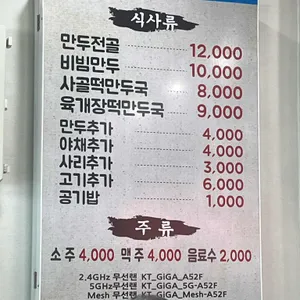 식사류
만두전골 12,000
비빔만두 10,000
사골떡만두국 8,000
육개장떡만두국 9,000
만두추가 4,000
야채추가 4,000
사리추가 3,000
고기추가 6,000
공기밥 1,000
주 류
소 주 4,000 맥 주 4,000 음료수 2,000
2.4GHz 무선랜 KT_GiGA_A52F
5GHz 무선랜 KT_GiGA_5G-A52F
Mesh 무선랜 KT_GiGA_Mesh-A52F